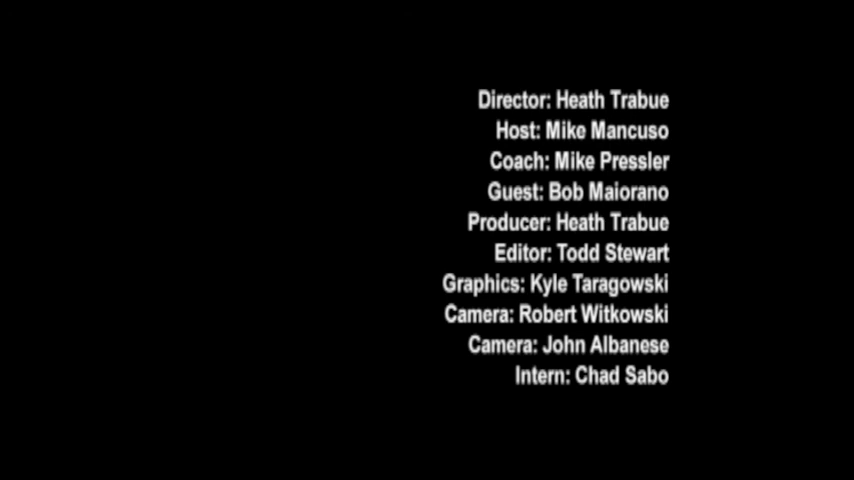 Director: Heath Trabue
Host: Mike Mancuso
Coach: Mike Pressler
Guest: Bob Maiorano
Producer: Heath Trabue
Editor: Todd Stewart
Graphics: Kyle Taragowski
Camera: Robert Witkowski
Camera: John Albanese
Intern: Chad Sabo